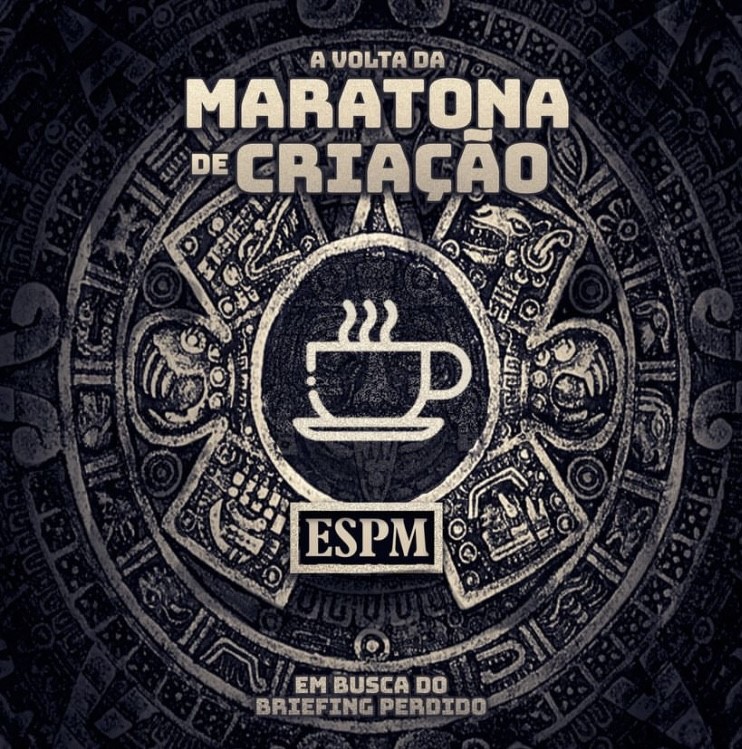 A VOLTA DA
MARATONA
DE CRIAÇÃO
ESPM
EM BUSCA DO
BRIEFING PERDIDO